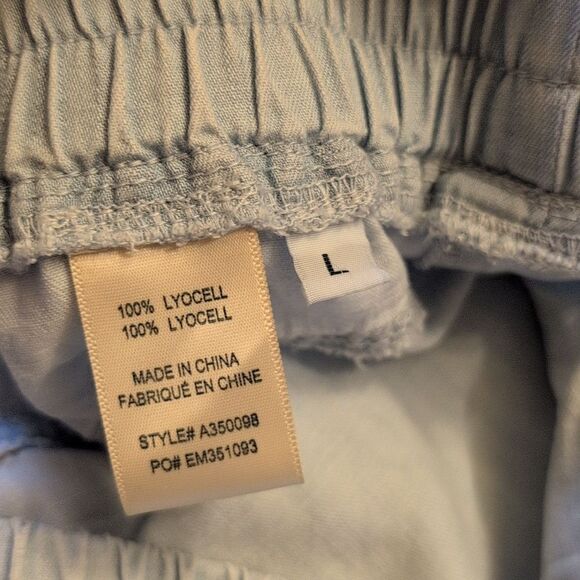 100% LYOCELL
100% LYOCELL
MADE IN CHINA
FABRIQUÉ EN CHINE
STYLE# A350098
PO# EM351093
L